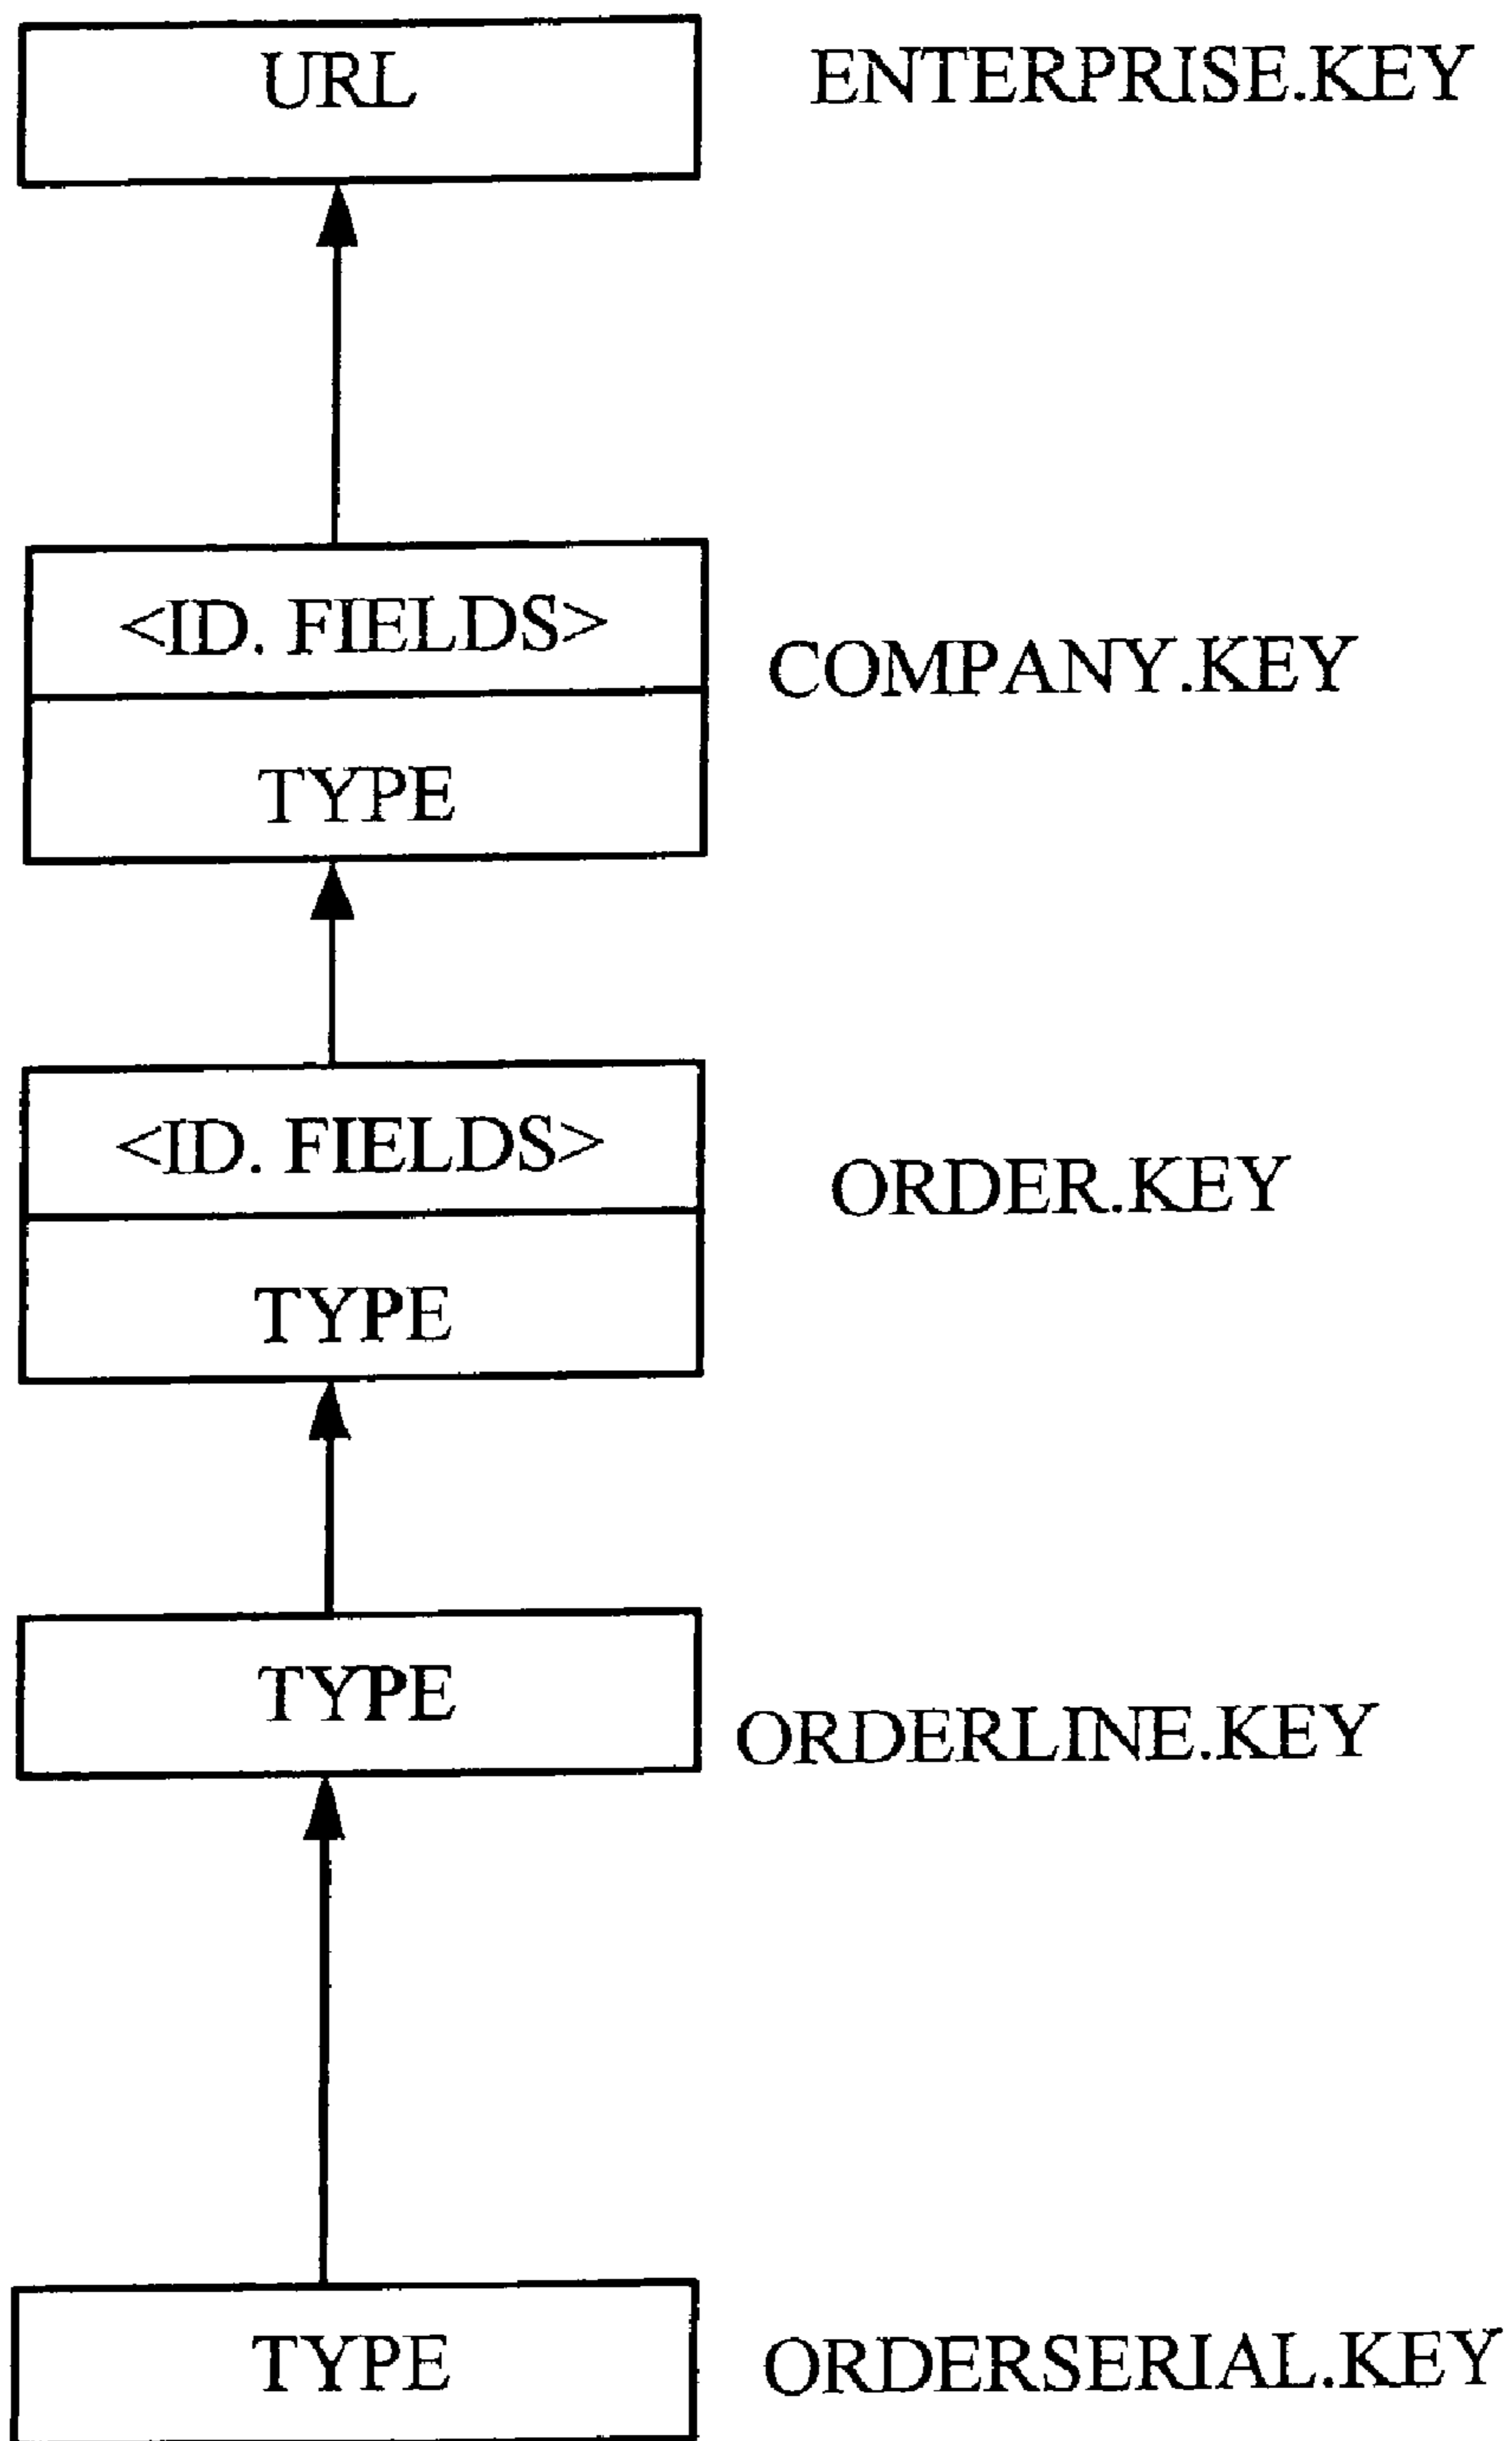 URL
ENTERPRISE.KEY
<ID. FIELDS>
COMPANY.KEY
TYPE
<ID. FIELDS>
ORDER.KEY
TYPE
TYPE
ORDERLINE.KEY
TYPE
ORDERSERIAL.KEY